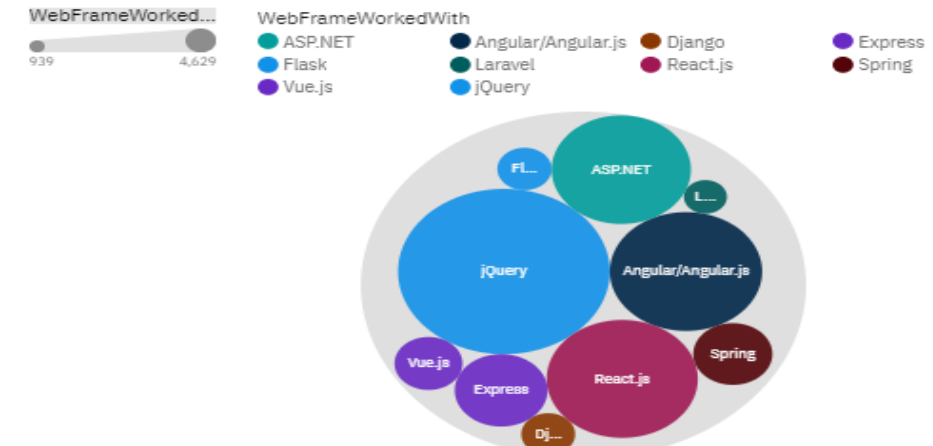 WebFrameWorked...
939 4,629
WebFrameWorkedWith
ASP.NET Angular/Angular.js Django Express
Flask Laravel React.js Spring
Vue.js jQuery
Fl...
ASP.NET
L...
jQuery
Angular/Angular.js
Vue.js
Express
React.js
Spring
Dj...